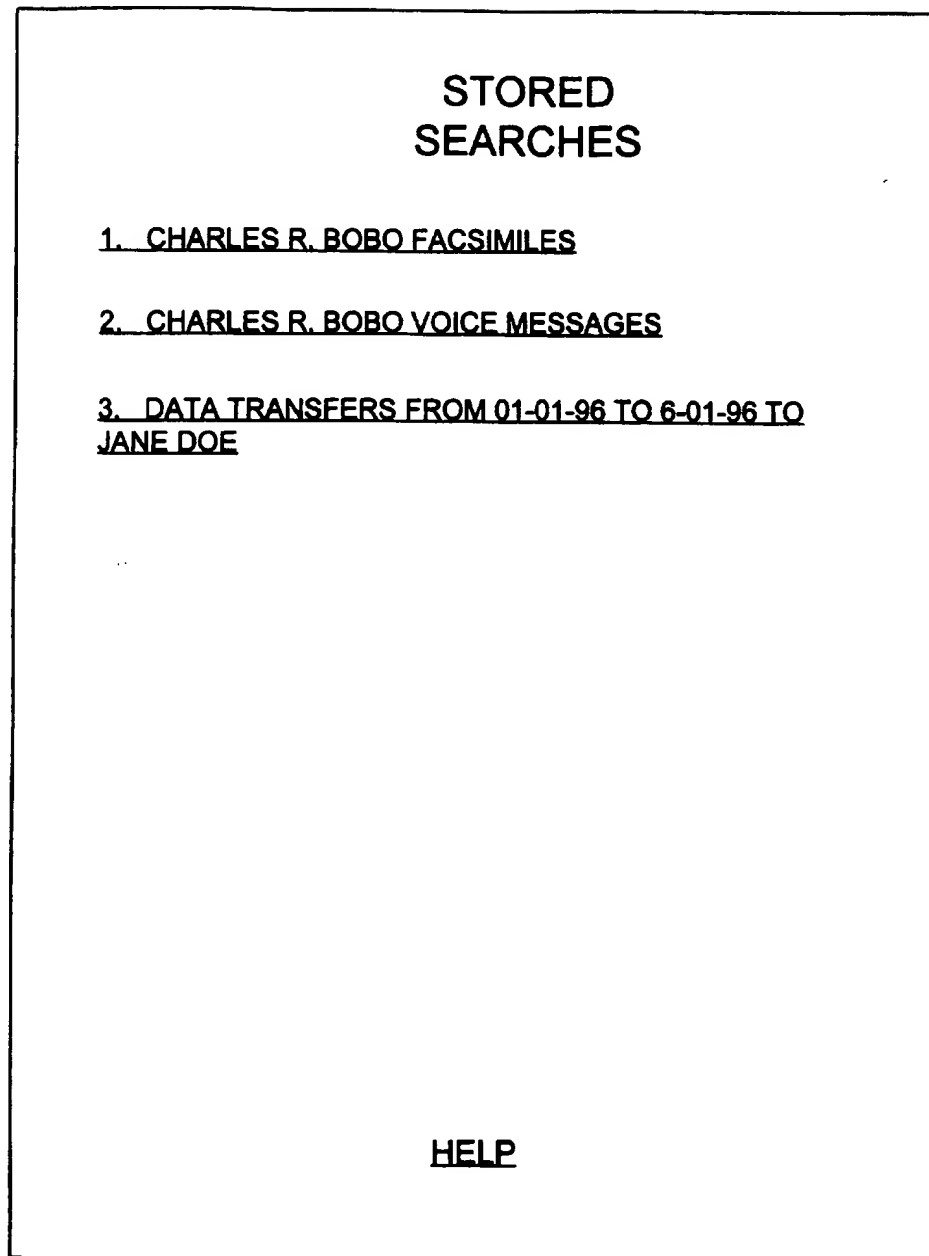 STORED
SEARCHES
1. CHARLES R. BOBO FACSIMILES
2. CHARLES R. BOBO VOICE MESSAGES
3. DATA TRANSFERS FROM 01-01-96 TO 6-01-96 TO
JANE DOE
HELP